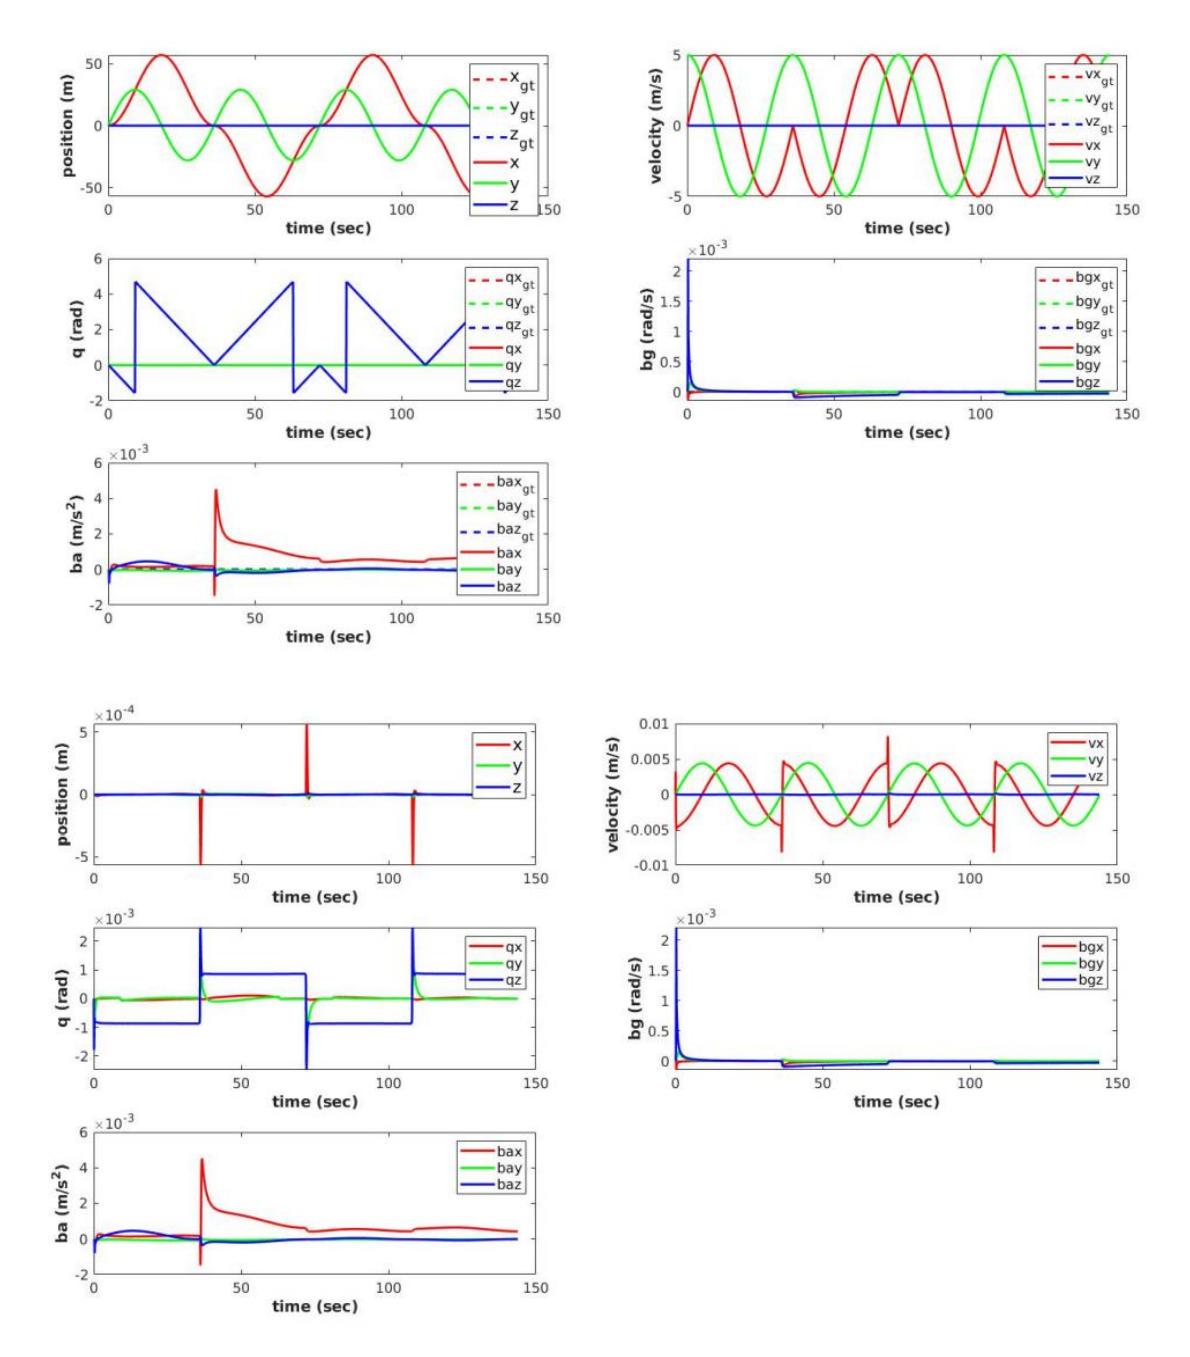 position (m)
50
0
-50
0
50
100
150
time (sec)
x_gt
y_gt
z_gt
x
y
z
velocity (m/s)
5
0
-5
0
50
100
150
time (sec)
vx_gt
vy_gt
vz_gt
vx
vy
vz
q (rad)
6
4
2
0
-2
0
50
100
150
time (sec)
qx_gt
qy_gt
qz_gt
qx
qy
qz
bg (rad/s)
×10^-3
2
1.5
1
0.5
0
0
50
100
150
time (sec)
bgx_gt
bgy_gt
bgz_gt
bgx
bgy
bgz
ba (m/s²)
×10^-3
6
4
2
0
-2
0
50
100
150
time (sec)
bax_gt
bay_gt
baz_gt
bax
bay
baz
position (m)
×10^-4
5
0
-5
0
50
100
150
time (sec)
x
y
z
velocity (m/s)
0.01
0.005
0
-0.005
-0.01
0
50
100
150
time (sec)
vx
vy
vz
q (rad)
×10^-3
2
1
0
-1
-2
0
50
100
150
time (sec)
qx
qy
qz
bg (rad/s)
×10^-3
2
1.5
1
0.5
0
0
50
100
150
time (sec)
bgx
bgy
bgz
ba (m/s²)
×10^-3
6
4
2
0
-2
0
50
100
150
time (sec)
bax
bay
baz